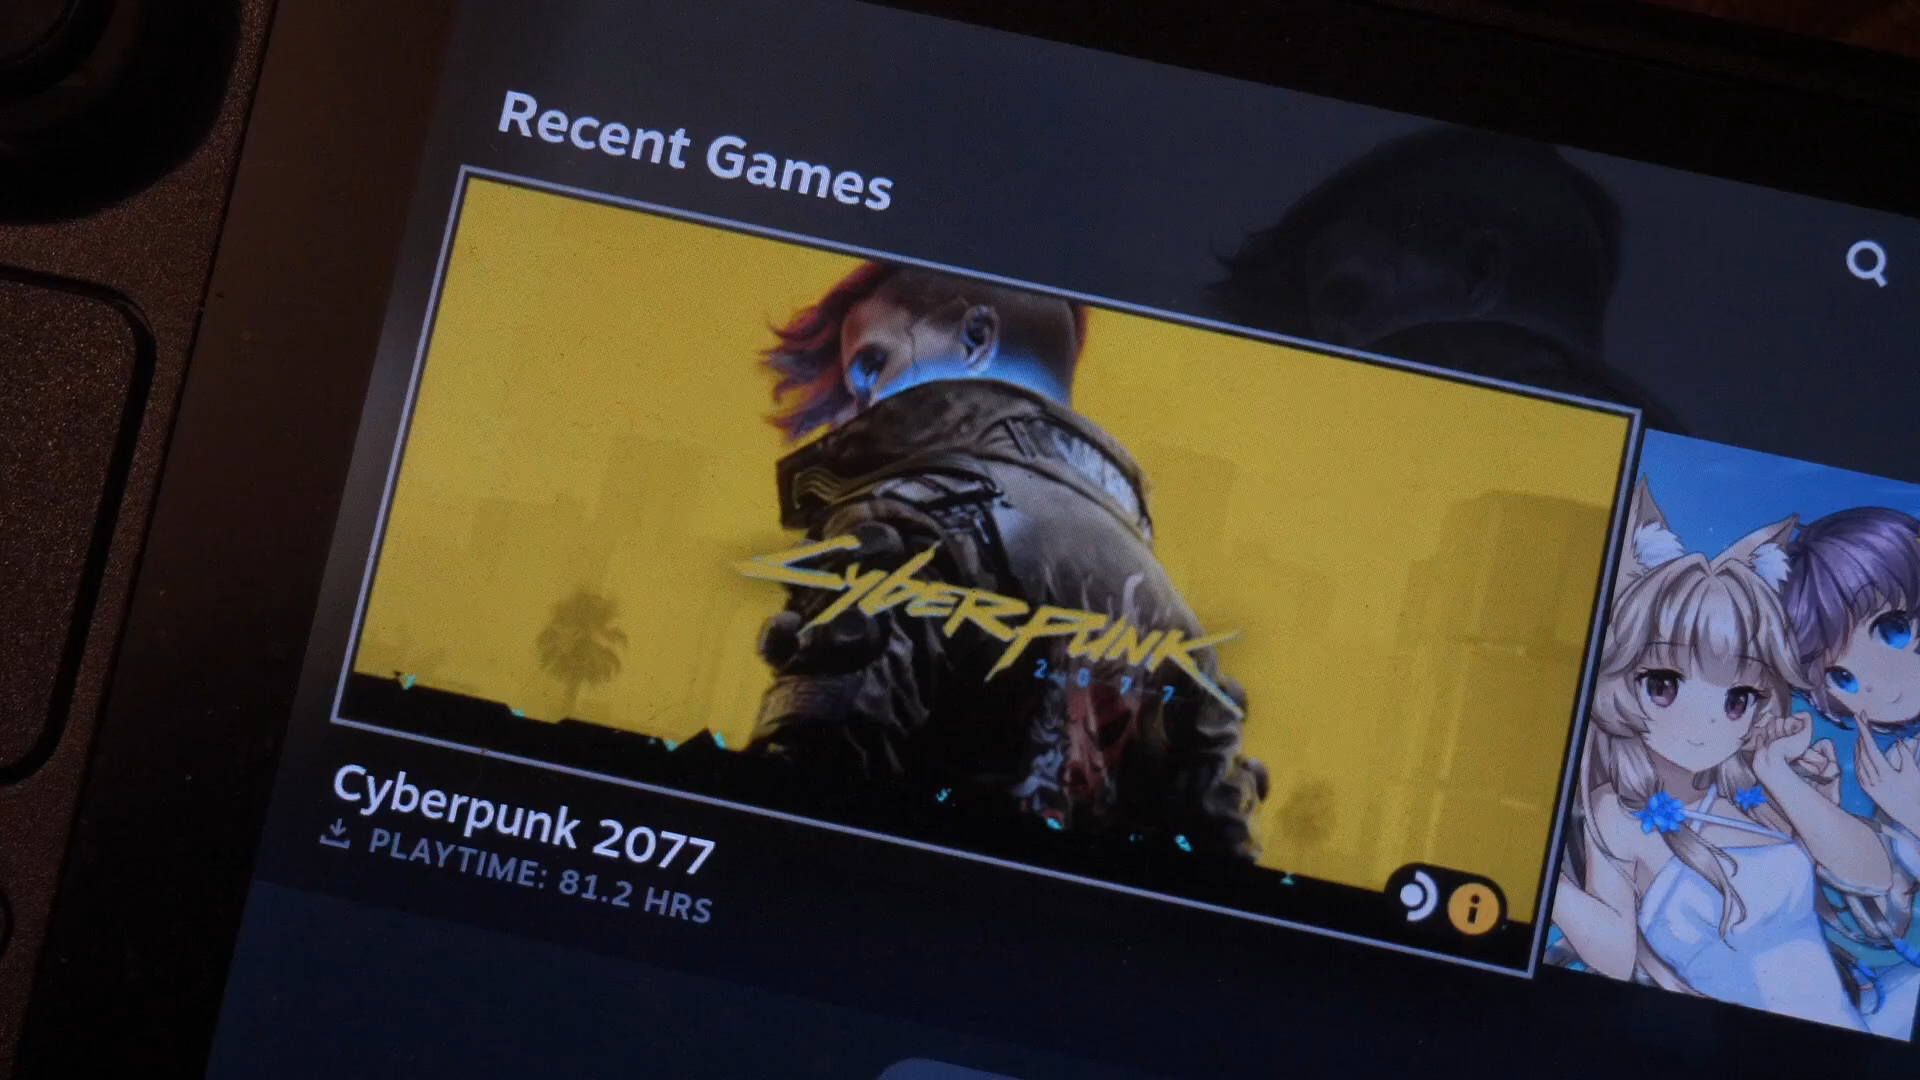 Recent Games
Cyberpunk
2077
Cyberpunk 2077
PLAYTIME: 81.2 HRS